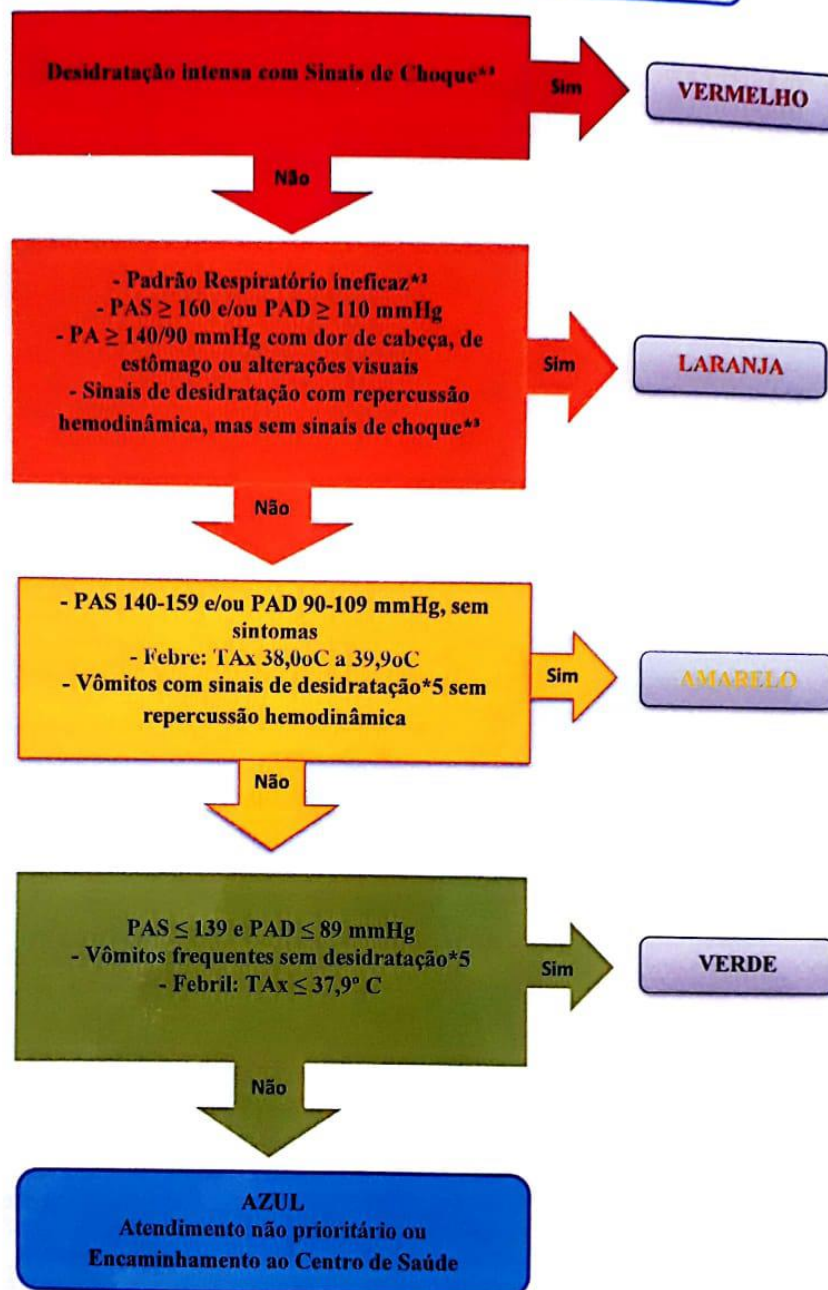 Desidratação intensa com Sinais de Choque*³
Sim
VERMELHO
Não
- Padrão Respiratório ineficaz*²
- PAS ≥ 160 e/ou PAD ≥ 110 mmHg
- PA ≥ 140/90 mmHg com dor de cabeça, de
estômago ou alterações visuais
- Sinais de desidratação com repercussão
hemodinâmica, mas sem sinais de choque*³
Sim
LARANJA
Não
- PAS 140-159 e/ou PAD 90-109 mmHg, sem
sintomas
- Febre: TAx 38,0oC a 39,9oC
- Vômitos com sinais de desidratação*5 sem
repercussão hemodinâmica
Sim
AMARELO
Não
PAS ≤ 139 e PAD ≤ 89 mmHg
- Vômitos frequentes sem desidratação*5
- Febril: TAx ≤ 37,9º C
Sim
VERDE
Não
AZUL
Atendimento não prioritário ou
Encaminhamento ao Centro de Saúde